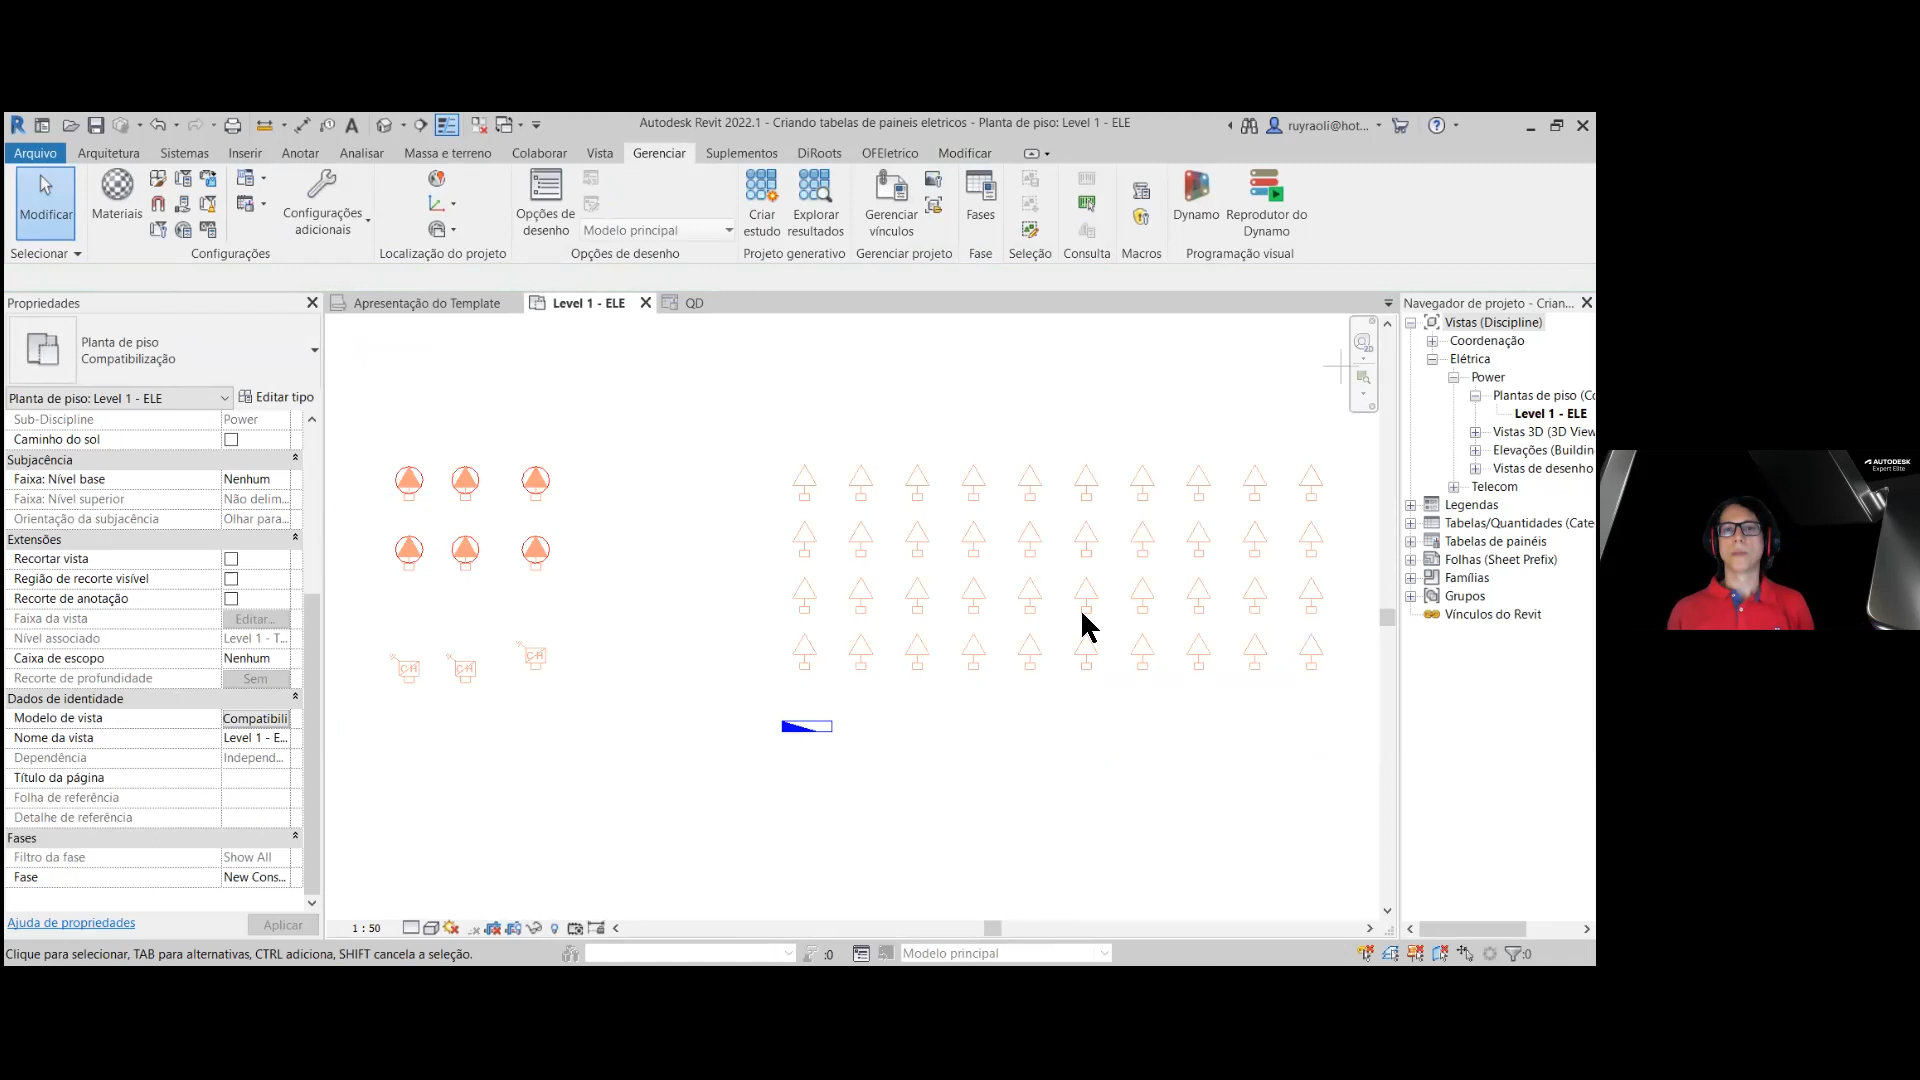 Autodesk Revit 2022.1 - Criando tabelas de paineis eletricos - Planta de piso: Level 1 - ELE
ruyraoli@hot...
Arquivo Arquitetura Sistemas Inserir Anotar Analisar Massa e terreno Colaborar Vista Gerenciar Suplementos DiRoots OFEletrico Modificar
Modificar
Materiais
Configurações
adicionais
Opções de
desenho
Modelo principal
Criar
estudo
Explorar
resultados
Gerenciar
vínculos
Fases
Dynamo
Reprodutor do
Dynamo
Selecionar Configurações Localização do projeto Opções de desenho Projeto generativo Gerenciar projeto Fase Seleção Consulta Macros Programação visual
Propriedades
Apresentação do Template
Level 1 - ELE
QD
Planta de piso
Compatibilização
Planta de piso: Level 1 - ELE
Editar tipo
Sub-Discipline Power
Caminho do sol
Subjacência
Faixa: Nível base Nenhum
Faixa: Nível superior Não delim...
Orientação da subjacência Olhar para...
Extensões
Recortar vista
Região de recorte visível
Recorte de anotação
Faixa da vista Editar...
Nível associado Level 1 - T...
Caixa de escopo Nenhum
Recorte de profundidade Sem
Dados de identidade
Modelo de vista Compatibili
Nome da vista Level 1 - E...
Dependência Independ...
Título da página
Folha de referência
Detalhe de referência
Fases
Filtro da fase Show All
Fase New Cons...
Ajuda de propriedades
Aplicar
2D
1 : 50
Navegador de projeto - Crian...
Vistas (Discipline)
Coordenação
Elétrica
Power
Plantas de piso (Co
Level 1 - ELE
Vistas 3D (3D View
Elevações (Buildin
Vistas de desenho
Telecom
Legendas
Tabelas/Quantidades (Cate
Tabelas de painéis
Folhas (Sheet Prefix)
Famílias
Grupos
Vínculos do Revit
Clique para selecionar, TAB para alternativas, CTRL adiciona, SHIFT cancela a seleção.
:0
Modelo principal
:0
AUTODESK
Expert Elite